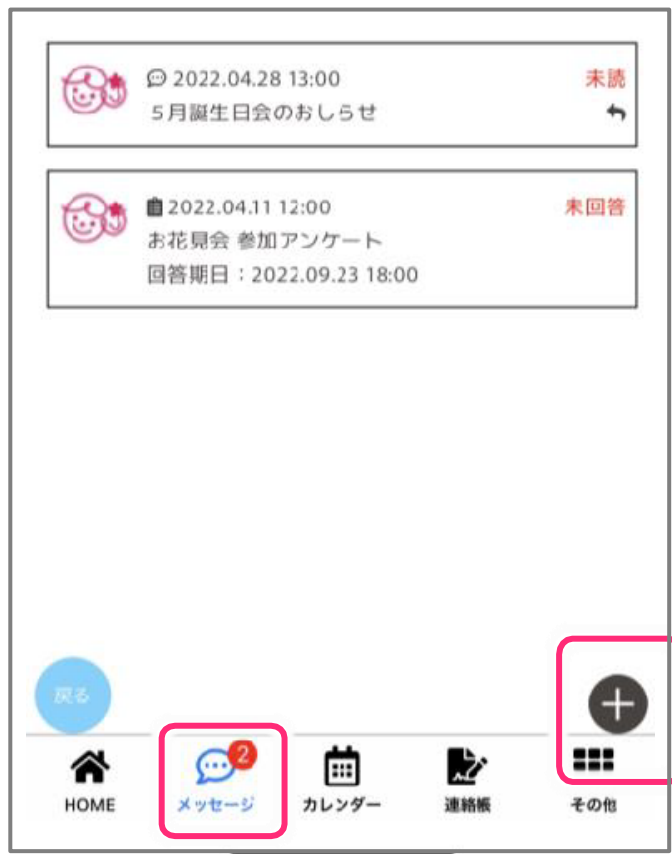 2022.04.28 13:00 未読
５月誕生日会のおしらせ
2022.04.11 12:00 未回答
お花見会 参加アンケート
回答期日：2022.09.23 18:00
戻る
2
HOME メッセージ カレンダー 連絡帳 その他